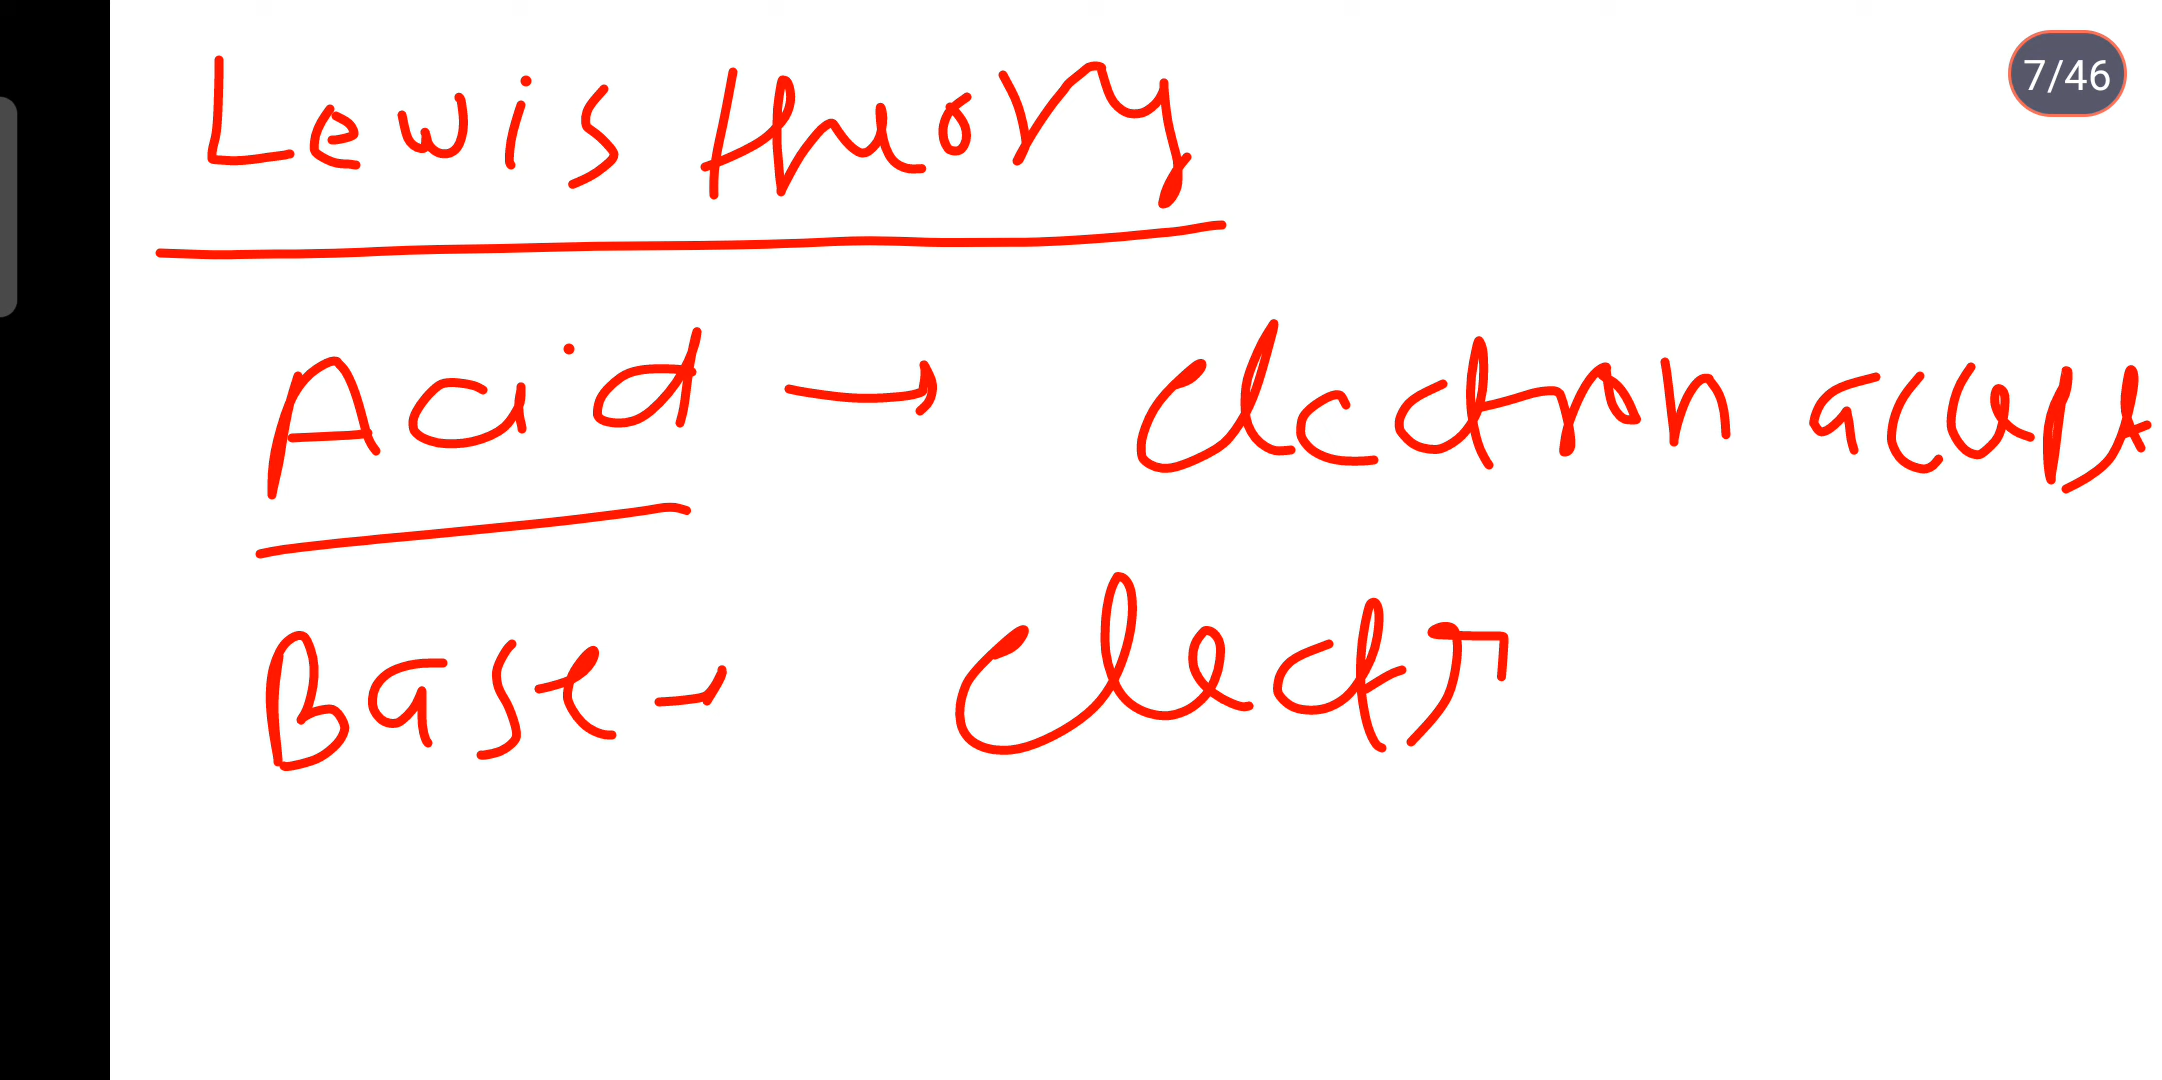 Lewis theory
7/46
Acid → electron accept
Base → electr